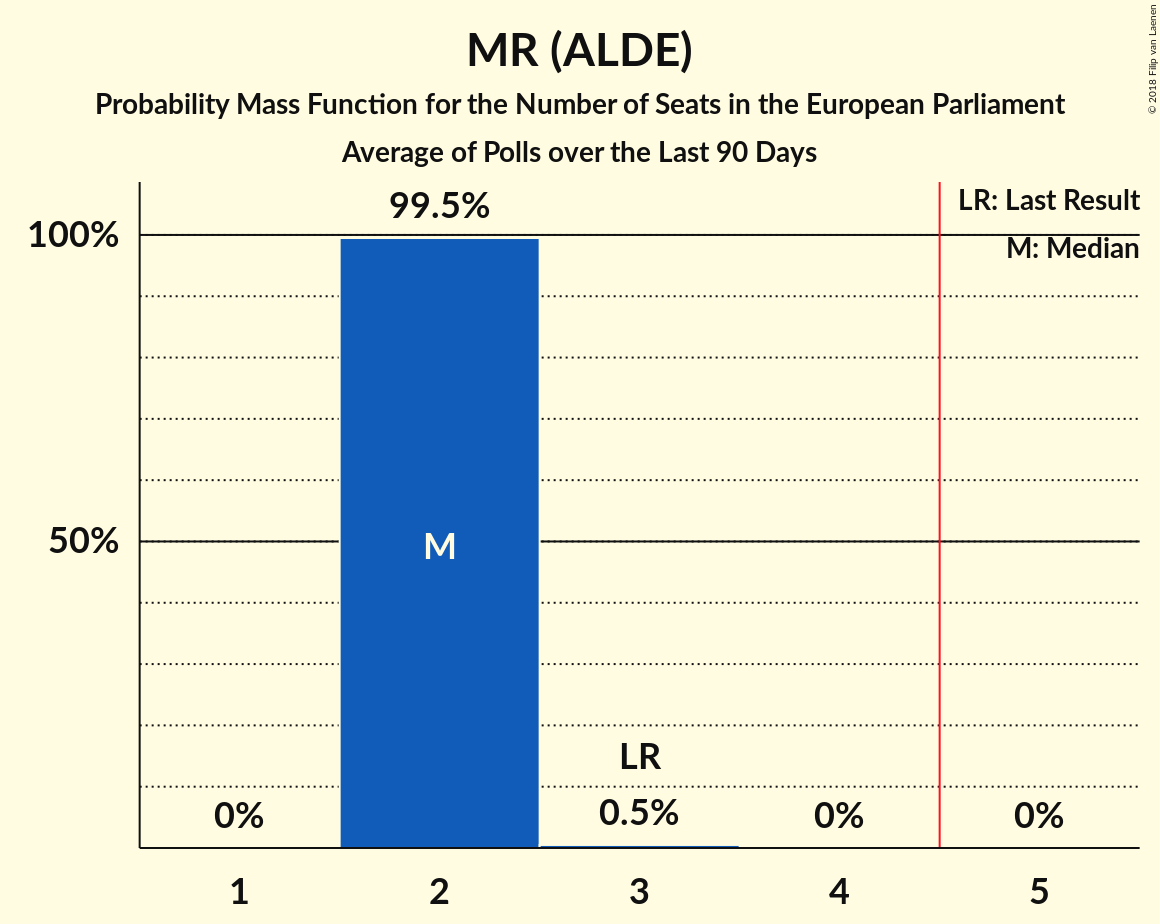 MR (ALDE)
Probability Mass Function for the Number of Seats in the European Parliament
Average of Polls over the Last 90 Days
© 2018 Filip van Laenen
LR: Last Result
M: Median
99.5%
100%
50%
M
LR
0%
0.5%
0%
0%
1 2 3 4 5